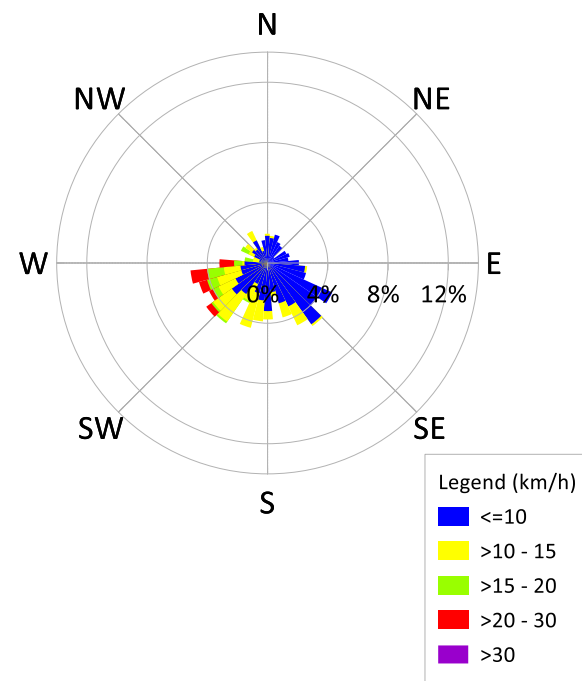 N
NW
NE
W
E
0%
4%
8%
12%
SW
SE
S
Legend (km/h)
<=10
>10 - 15
>15 - 20
>20 - 30
>30